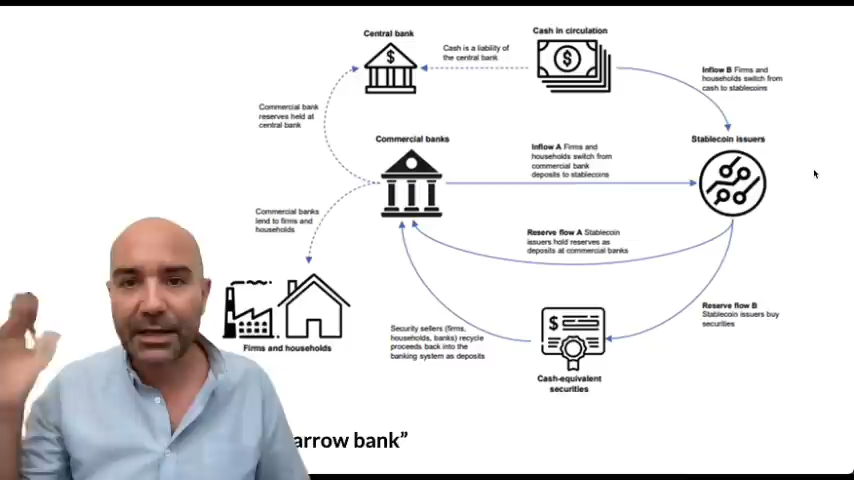 Central bank
Cash in circulation
Cash is a liability of
the central bank
Inflow B Firms and
households switch from
cash to stablecoins
Commercial bank
reserves held at
central bank
Commercial banks
Stablecoin issuers
Inflow A Firms and
households switch from
commercial bank
deposits to stablecoins
Commercial banks
lend to firms and
households
Reserve flow A Stablecoin
issuers hold reserves as
deposits at commercial banks
Reserve flow B
Stablecoin issuers buy
securities
Security sellers (firms,
households, banks) recycle
proceeds back into the
banking system as deposits
Firms and households
Cash-equivalent
securities
arrow bank”